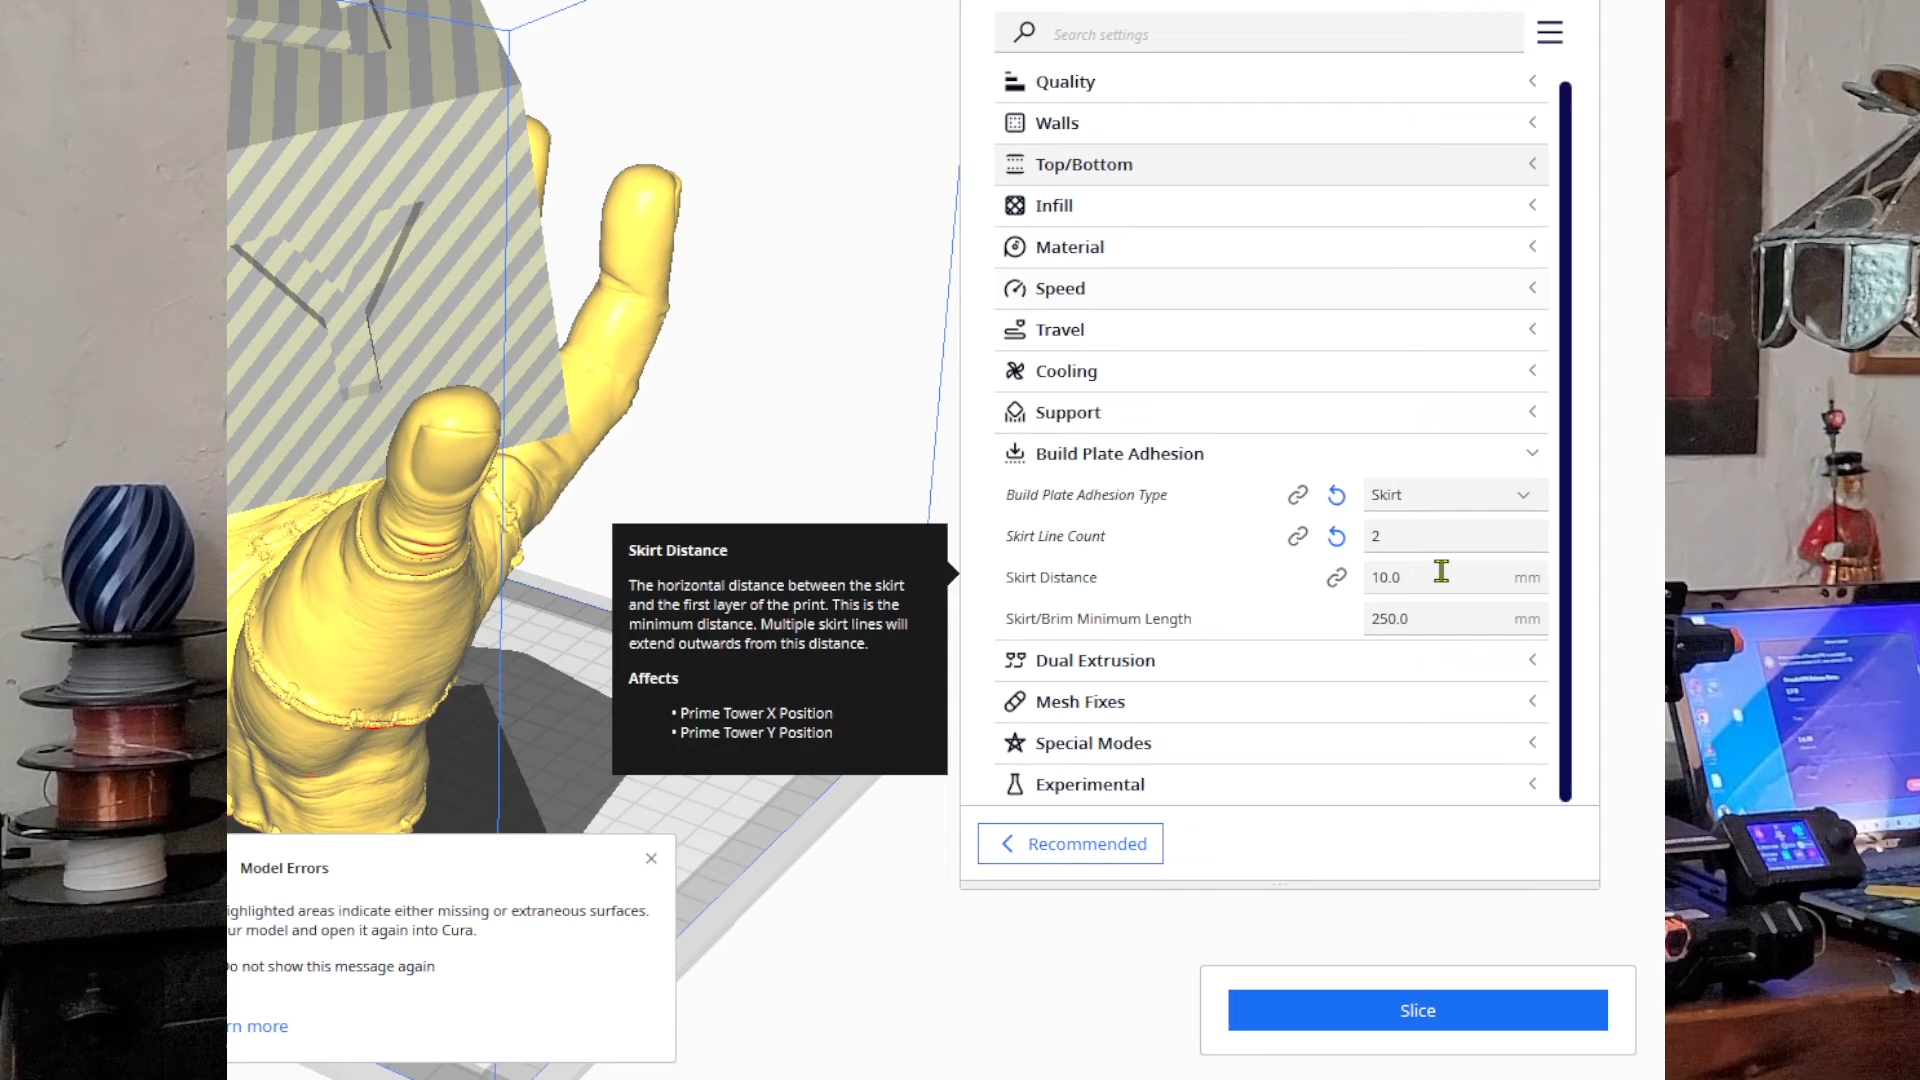 Search settings
Quality
Walls
Top/Bottom
Infill
Material
Speed
Travel
Cooling
Support
Build Plate Adhesion
Build Plate Adhesion Type
Skirt
Skirt Line Count
2
Skirt Distance
10.0
mm
Skirt/Brim Minimum Length
250.0
mm
Dual Extrusion
Mesh Fixes
Special Modes
Experimental
Recommended
Slice
Skirt Distance
The horizontal distance between the skirt
and the first layer of the print. This is the
minimum distance. Multiple skirt lines will
extend outwards from this distance.
Affects
• Prime Tower X Position
• Prime Tower Y Position
Model Errors
ighlighted areas indicate either missing or extraneous surfaces.
ur model and open it again into Cura.
o not show this message again
rn more